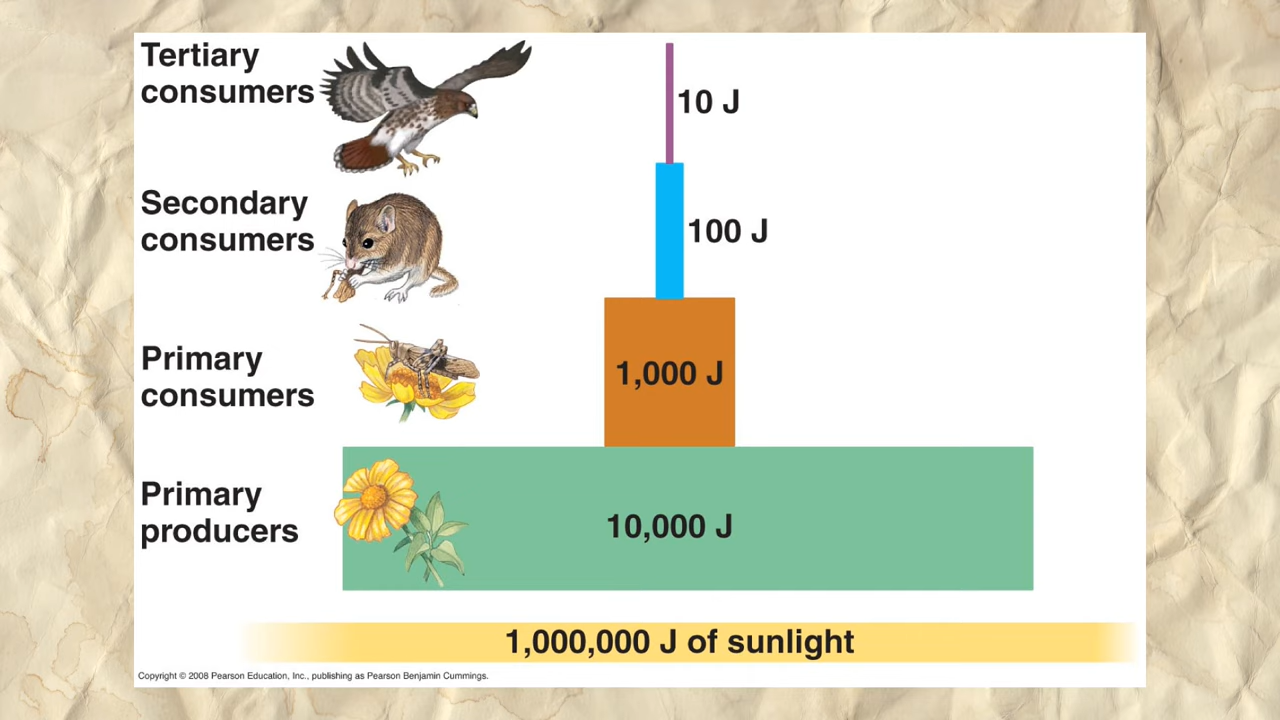 Tertiary
consumers
10 J
Secondary
consumers
100 J
Primary
consumers
1,000 J
Primary
producers
10,000 J
1,000,000 J of sunlight
Copyright © 2008 Pearson Education, Inc., publishing as Pearson Benjamin Cummings.